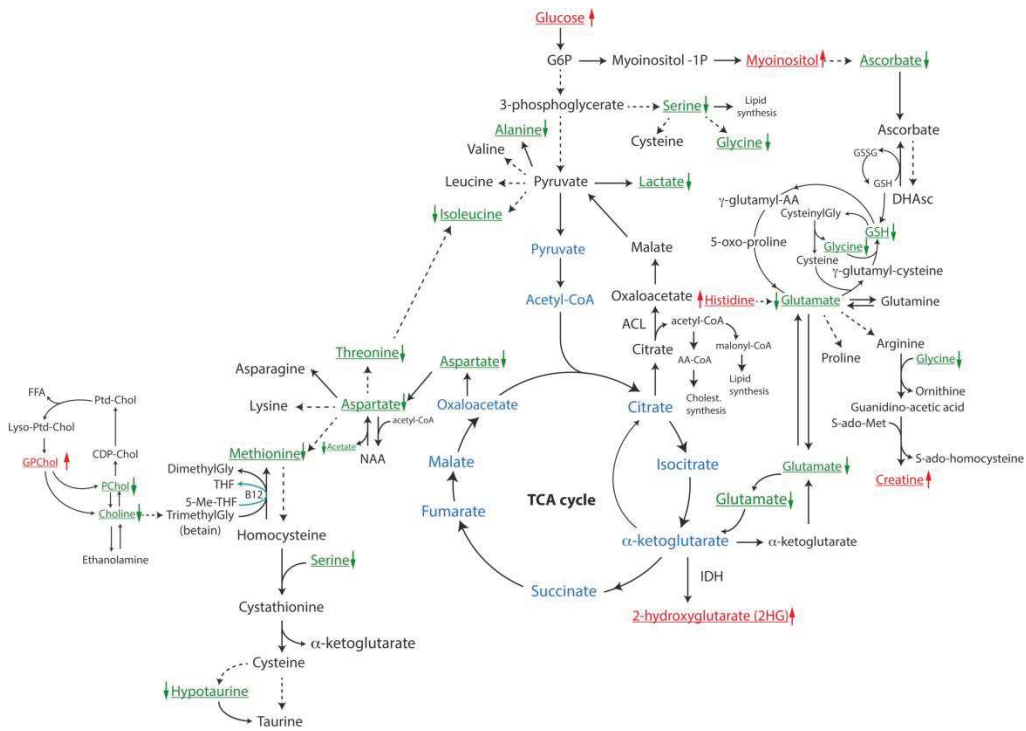 Glucose
G6P
Myoinositol -1P
Myoinositol
Ascorbate
3-phosphoglycerate
Serine
Lipid
synthesis
Alanine
Cysteine
Glycine
Ascorbate
Valine
GSSG
GSH
Leucine
Pyruvate
Lactate
DHAsc
γ-glutamyl-AA
Isoleucine
CysteinylGly
GSH
5-oxo-proline
Glycine
Cysteine
γ-glutamyl-cysteine
Pyruvate
Malate
Acetyl-CoA
Oxaloacetate
Histidine
Glutamate
Glutamine
ACL
acetyl-CoA
malonyl-CoA
Citrate
AA-CoA
Lipid
synthesis
Cholest.
synthesis
Proline
Arginine
Glycine
Ornithine
Guanidino-acetic acid
S-ado-Met
S-ado-homocysteine
Creatine
Threonine
Aspartate
Asparagine
Lysine
Aspartate
acetyl-CoA
Oxaloacetate
Citrate
FFA
Ptd-Chol
Lyso-Ptd-Chol
GPChol
CDP-Chol
PChol
Choline
Ethanolamine
Methionine
Acetate
NAA
DimethylGly
THF
B12
5-Me-THF
TrimethylGly
(betain)
Malate
Isocitrate
Glutamate
TCA cycle
Glutamate
Fumarate
Homocysteine
α-ketoglutarate
α-ketoglutarate
Serine
IDH
Succinate
2-hydroxyglutarate (2HG)
Cystathionine
α-ketoglutarate
Cysteine
Hypotaurine
Taurine